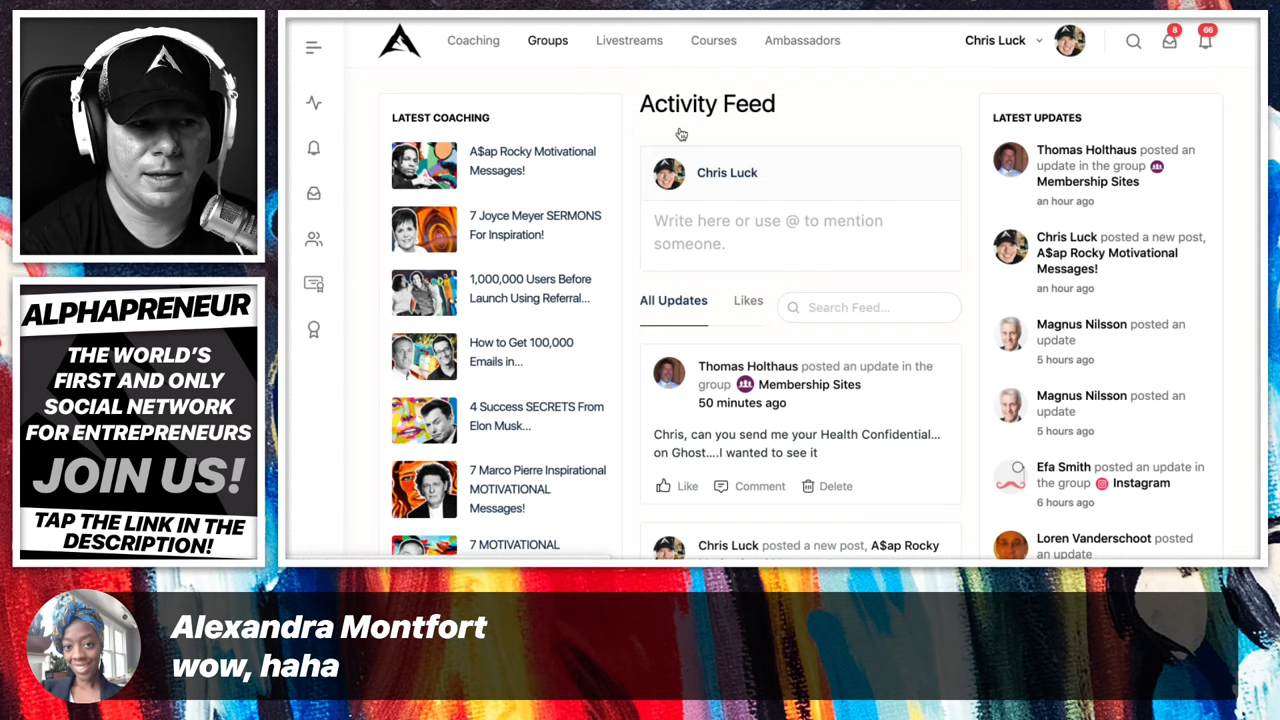 Coaching
Groups
Livestreams
Courses
Ambassadors
Chris Luck
8
66
LATEST COACHING
A$ap Rocky Motivational
Messages!
7 Joyce Meyer SERMONS
For Inspiration!
1,000,000 Users Before
Launch Using Referral...
How to Get 100,000
Emails in...
4 Success SECRETS From
Elon Musk...
7 Marco Pierre Inspirational
MOTIVATIONAL
Messages!
7 MOTIVATIONAL
Activity Feed
Chris Luck
Write here or use @ to mention
someone.
All Updates
Likes
Search Feed...
Thomas Holthaus posted an update in the
group Membership Sites
50 minutes ago
Chris, can you send me your Health Confidential...
on Ghost....I wanted to see it
Like
Comment
Delete
Chris Luck posted a new post, A$ap Rocky
LATEST UPDATES
Thomas Holthaus posted an
update in the group
Membership Sites
an hour ago
Chris Luck posted a new post,
A$ap Rocky Motivational
Messages!
an hour ago
Magnus Nilsson posted an
update
5 hours ago
Magnus Nilsson posted an
update
5 hours ago
Efa Smith posted an update in
the group Instagram
6 hours ago
Loren Vanderschoot posted
an update
ALPHAPRENEUR
THE WORLD'S
FIRST AND ONLY
SOCIAL NETWORK
FOR ENTREPRENEURS
JOIN US!
TAP THE LINK IN THE
DESCRIPTION!
Alexandra Montfort
wow, haha